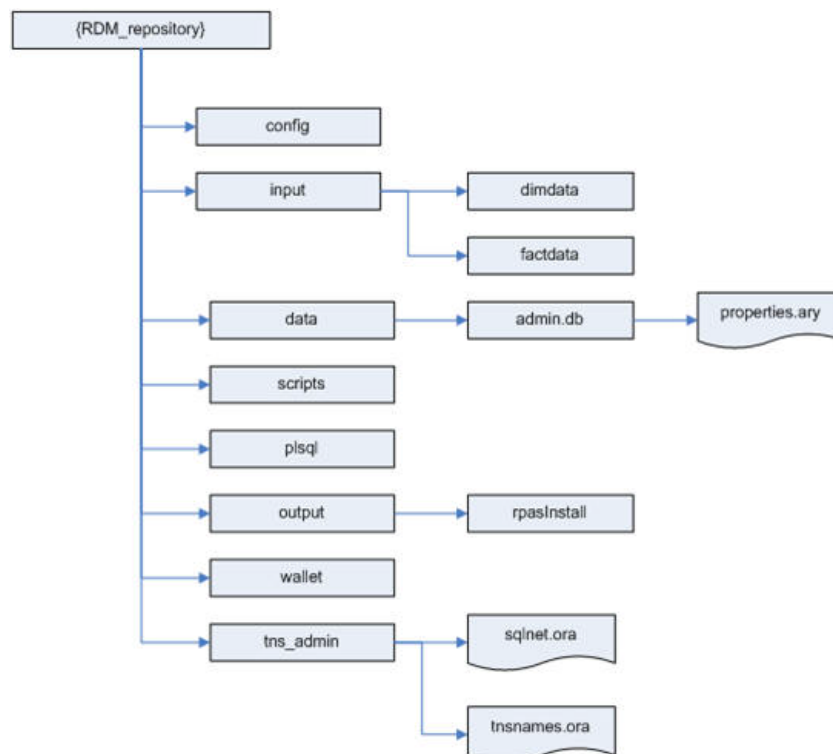 {RDM_repository}
config
input
dimdata
factdata
data
admin.db
properties.ary
scripts
plsql
output
rpasInstall
wallet
tns_admin
sqlnet.ora
tnsnames.ora